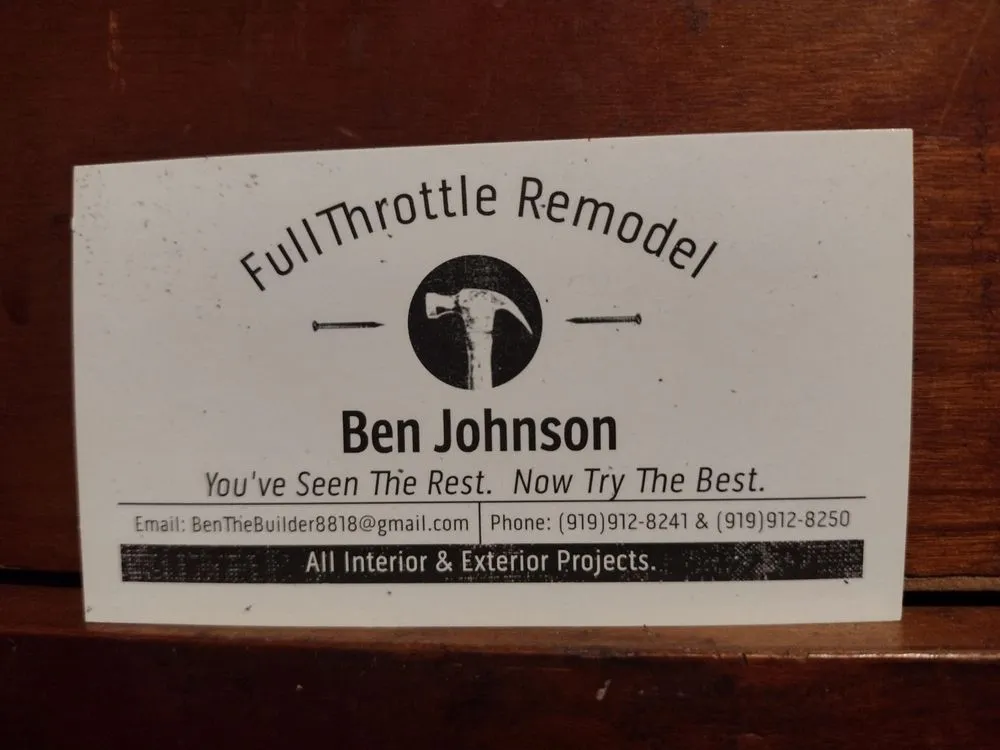 FullThrottle Remodel
Ben Johnson
You've Seen The Rest. Now Try The Best.
Email: BenTheBuilder8818@gmail.com Phone: (919)912-8241 & (919)912-8250
All Interior & Exterior Projects.